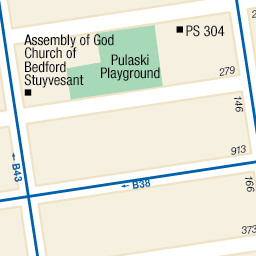 Assembly of God
Church of
Bedford
Stuyvesant
Pulaski
Playground
PS 304
279
146
913
B43
B38
166
373